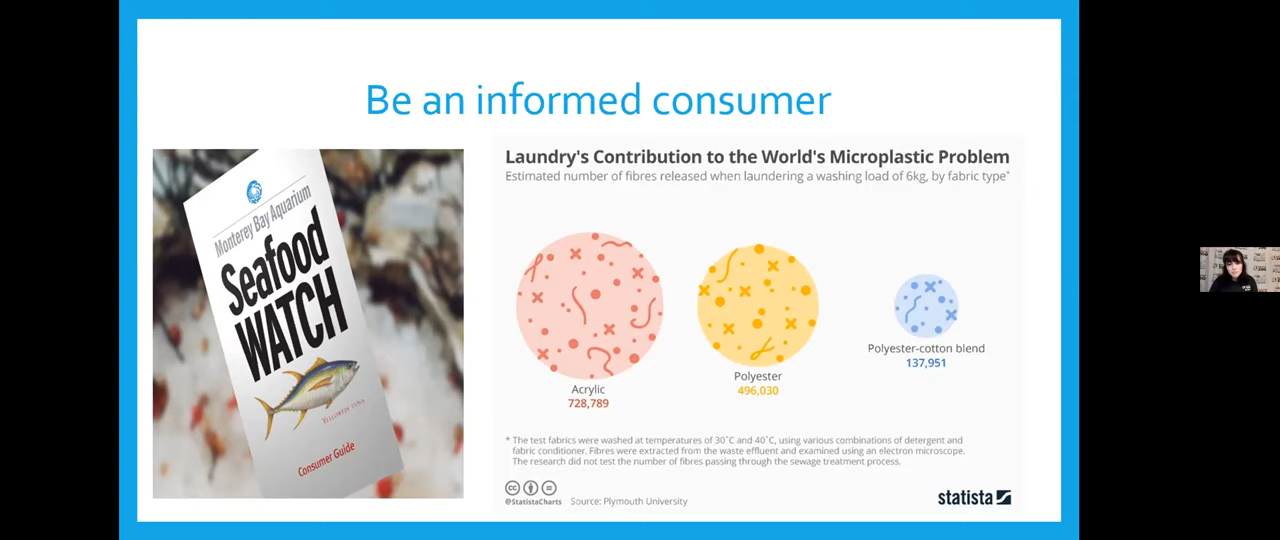 Be an informed consumer
Monterey Bay Aquarium
Seafood
WATCH
YELLOWFIN TUNA
Consumer Guide
Laundry's Contribution to the World's Microplastic Problem
Estimated number of fibres released when laundering a washing load of 6kg, by fabric type*
Acrylic
728,789
Polyester
496,030
Polyester-cotton blend
137,951
* The test fabrics were washed at temperatures of 30°C and 40°C, using various combinations of detergent and
fabric conditioner. Fibres were extracted from the waste effluent and examined using an electron microscope.
The research did not test the number of fibres passing through the sewage treatment process.
@StatistaCharts
Source: Plymouth University
statista